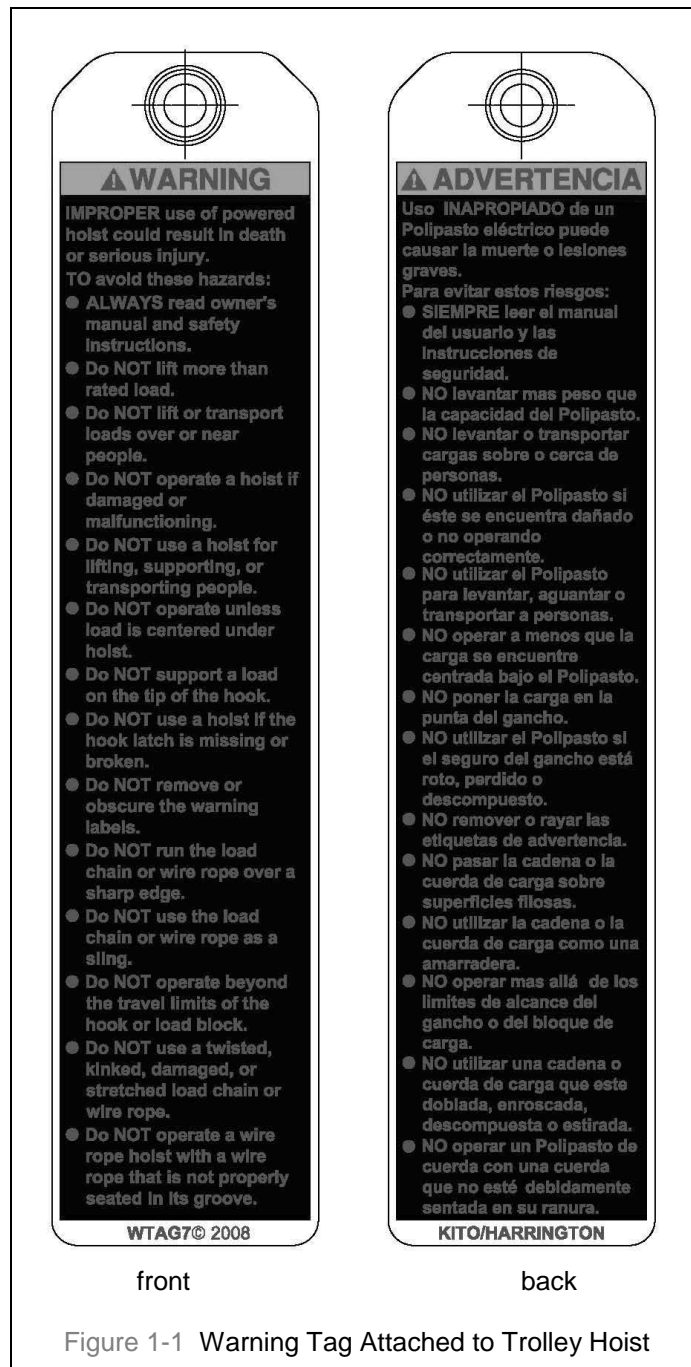 WARNING
IMPROPER use of powered
hoist could result in death
or serious injury.
TO avoid these hazards:
● ALWAYS read owner's
manual and safety
instructions.
● Do NOT lift more than
rated load.
● Do NOT lift or transport
loads over or near
people.
● Do NOT operate a hoist if
damaged or
malfunctioning.
● Do NOT use a hoist for
lifting, supporting, or
transporting people.
● Do NOT operate unless
load is centered under
hoist.
● Do NOT support a load
on the tip of the hook.
● Do NOT use a hoist if the
hook latch is missing or
broken.
● Do NOT remove or
obscure the warning
labels.
● Do NOT run the load
chain or wire rope over a
sharp edge.
● Do NOT use the load
chain or wire rope as a
sling.
● Do NOT operate beyond
the travel limits of the
hook or load block.
● Do NOT use a twisted,
kinked, damaged, or
stretched load chain or
wire rope.
● Do NOT operate a wire
rope hoist with a wire
rope that is not properly
seated in its groove.
WTAG7© 2008
front
ADVERTENCIA
Uso INAPROPIADO de un
Polipasto eléctrico puede
causar la muerte o lesiones
graves.
Para evitar estos riesgos:
● SIEMPRE leer el manual
del usuario y las
instrucciones de
seguridad.
● NO levantar mas peso que
la capacidad del Polipasto.
● NO levantar o transportar
cargas sobre o cerca de
personas.
● NO utilizar el Polipasto si
éste se encuentra dañado
o no operando
correctamente.
● NO utilizar el Polipasto
para levantar, aguantar o
transportar a personas.
● NO operar a menos que la
carga se encuentre
centrada bajo el Polipasto.
● NO poner la carga en la
punta del gancho.
● NO utilizar el Polipasto si
el seguro del gancho está
roto, perdido o
descompuesto.
● NO remover o rayar las
etiquetas de advertencia.
● NO pasar la cadena o la
cuerda de carga sobre
superficies filosas.
● NO utilizar la cadena o la
cuerda de carga como una
amarradera.
● NO operar mas allá de los
limites de alcance del
gancho o del bloque de
carga.
● NO utilizar una cadena o
cuerda de carga que este
doblada, enroscada,
descompuesta o estirada.
● NO operar un Polipasto de
cuerda con una cuerda
que no esté debidamente
sentada en su ranura.
KITO/HARRINGTON
back
Figure 1-1 Warning Tag Attached to Trolley Hoist